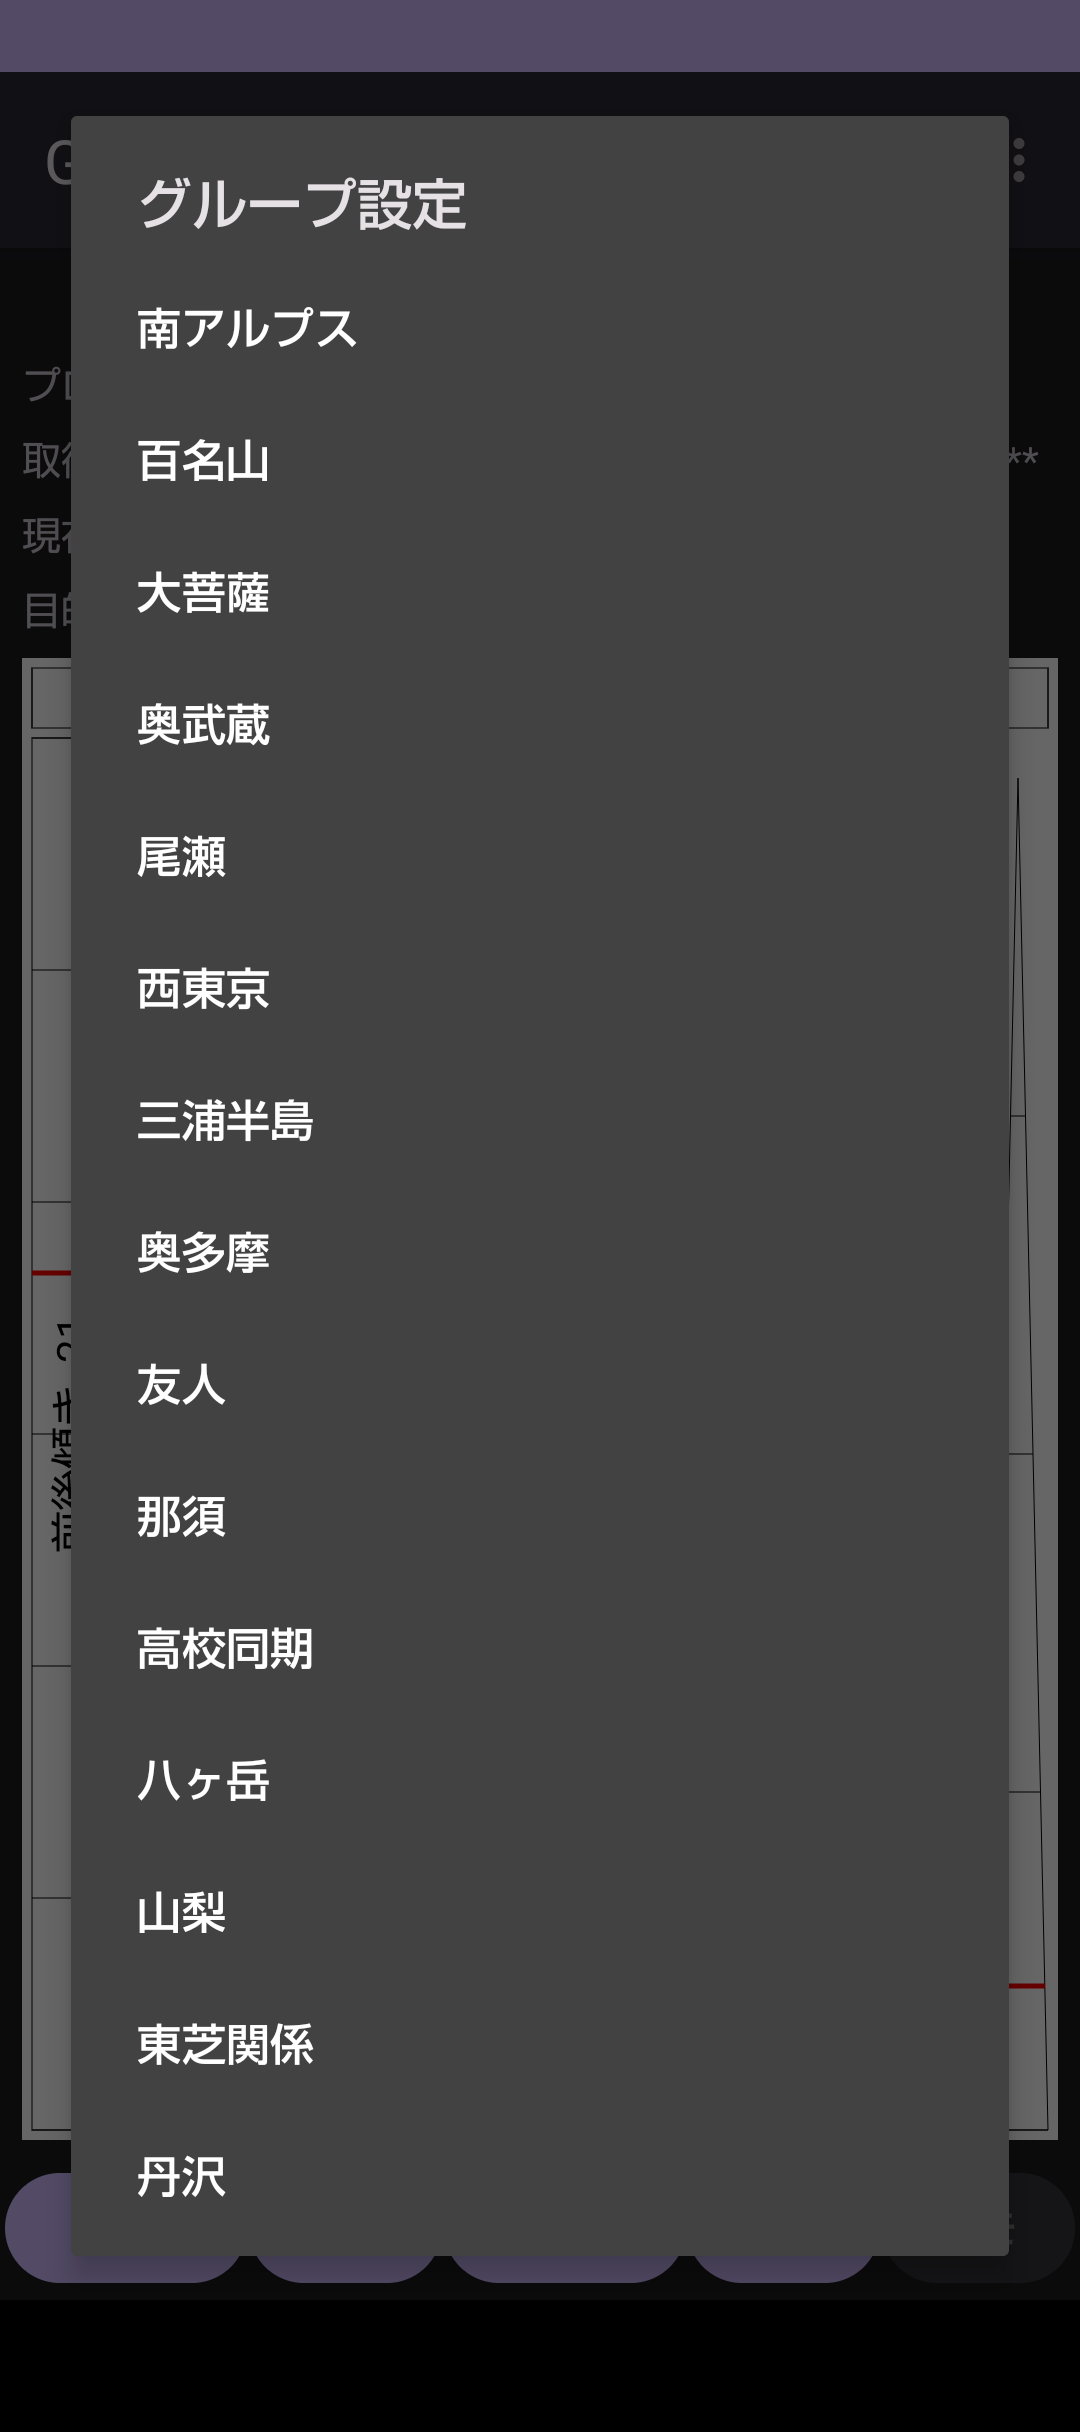 グループ設定
南アルプス
百名山
大菩薩
奥武蔵
尾瀬
西東京
三浦半島
奥多摩
友人
那須
高校同期
八ヶ岳
山梨
東芝関係
丹沢